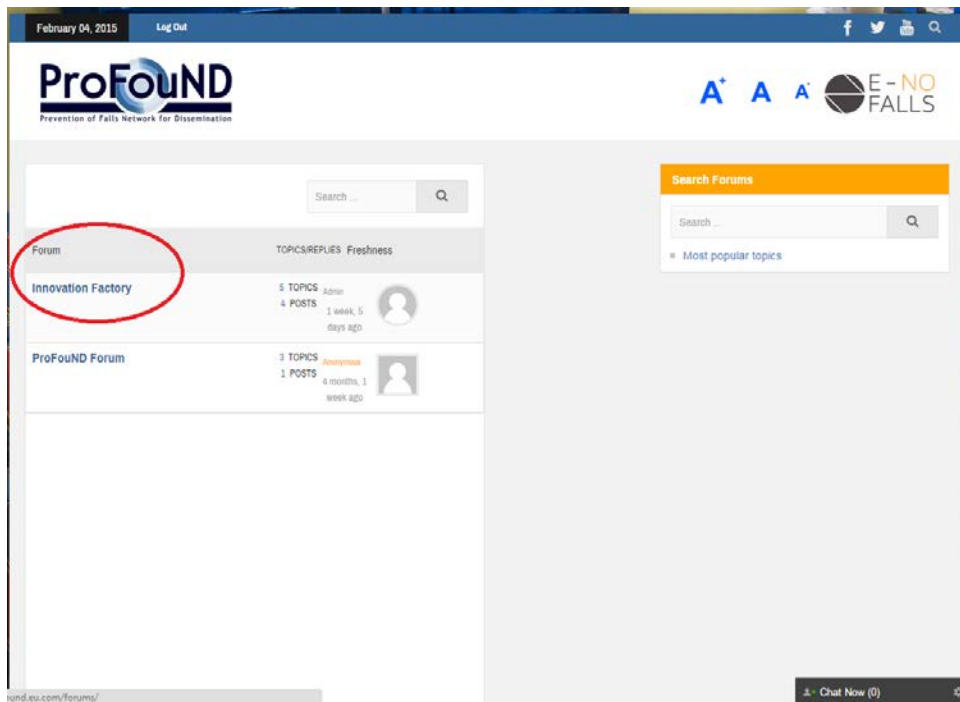 February 04, 2015 Log Out
ProFouND
Prevention of Falls Network for Dissemination
A+ A A- E-NO
FALLS
Search ...
Search Forums
Search ...
Most popular topics
Forum TOPICS/REPLIES Freshness
Innovation Factory 5 TOPICS Admin
4 POSTS 1 week, 5
days ago
ProFouND Forum 3 TOPICS Anonymous
1 POSTS 4 months, 1
week ago
und.eu.com/forums/
Chat Now (0)